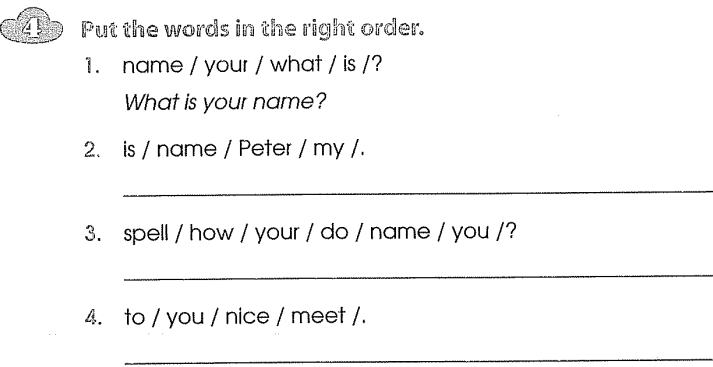 4 Put the words in the right order.
1. name / your / what / is /?
What is your name?
2. is / name / Peter / my /.
3. spell / how / your / do / name / you /?
4. to / you / nice / meet /.